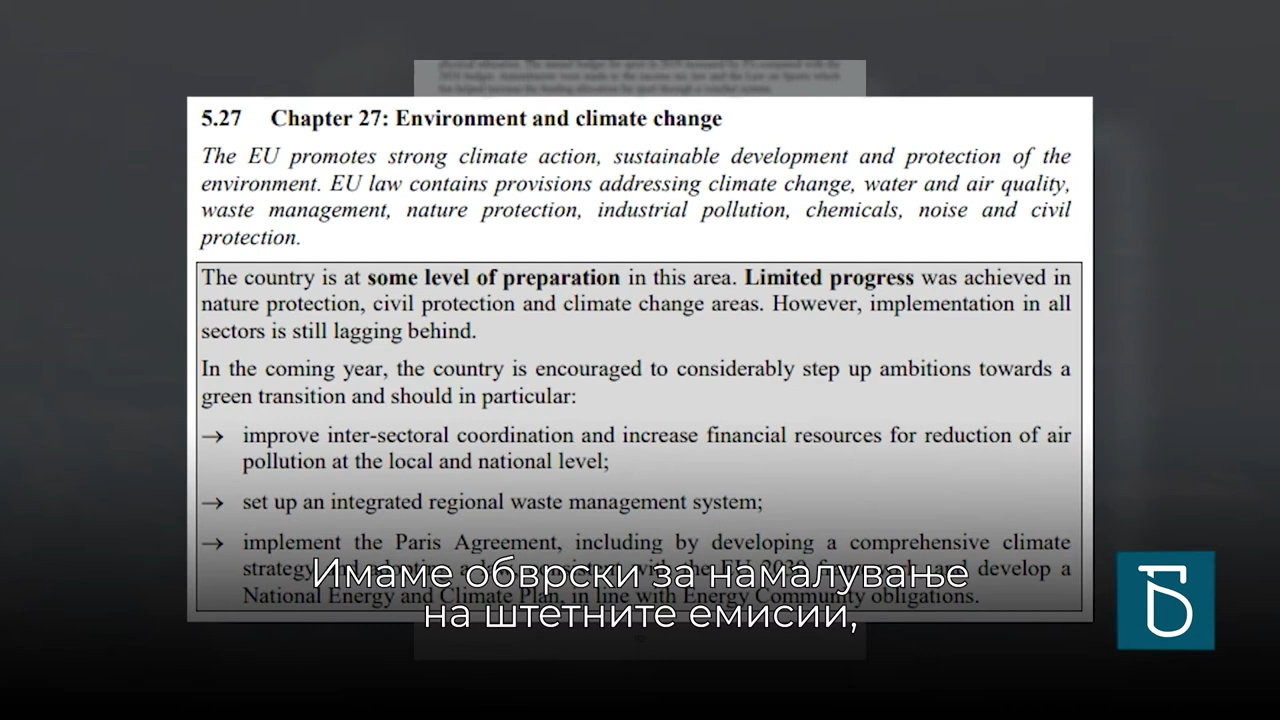 5.27 Chapter 27: Environment and climate change
The EU promotes strong climate action, sustainable development and protection of the
environment. EU law contains provisions addressing climate change, water and air quality,
waste management, nature protection, industrial pollution, chemicals, noise and civil
protection.
The country is at some level of preparation in this area. Limited progress was achieved in
nature protection, civil protection and climate change areas. However, implementation in all
sectors is still lagging behind.
In the coming year, the country is encouraged to considerably step up ambitions towards a
green transition and should in particular:
→ improve inter-sectoral coordination and increase financial resources for reduction of air
pollution at the local and national level;
→ set up an integrated regional waste management system;
→ implement the Paris Agreement, including by developing a comprehensive climate
strategy and develop a
National Energy and Climate Plan, in line with Energy Community obligations.
Имаме обврски за намалување
на штетните емисии,
Б